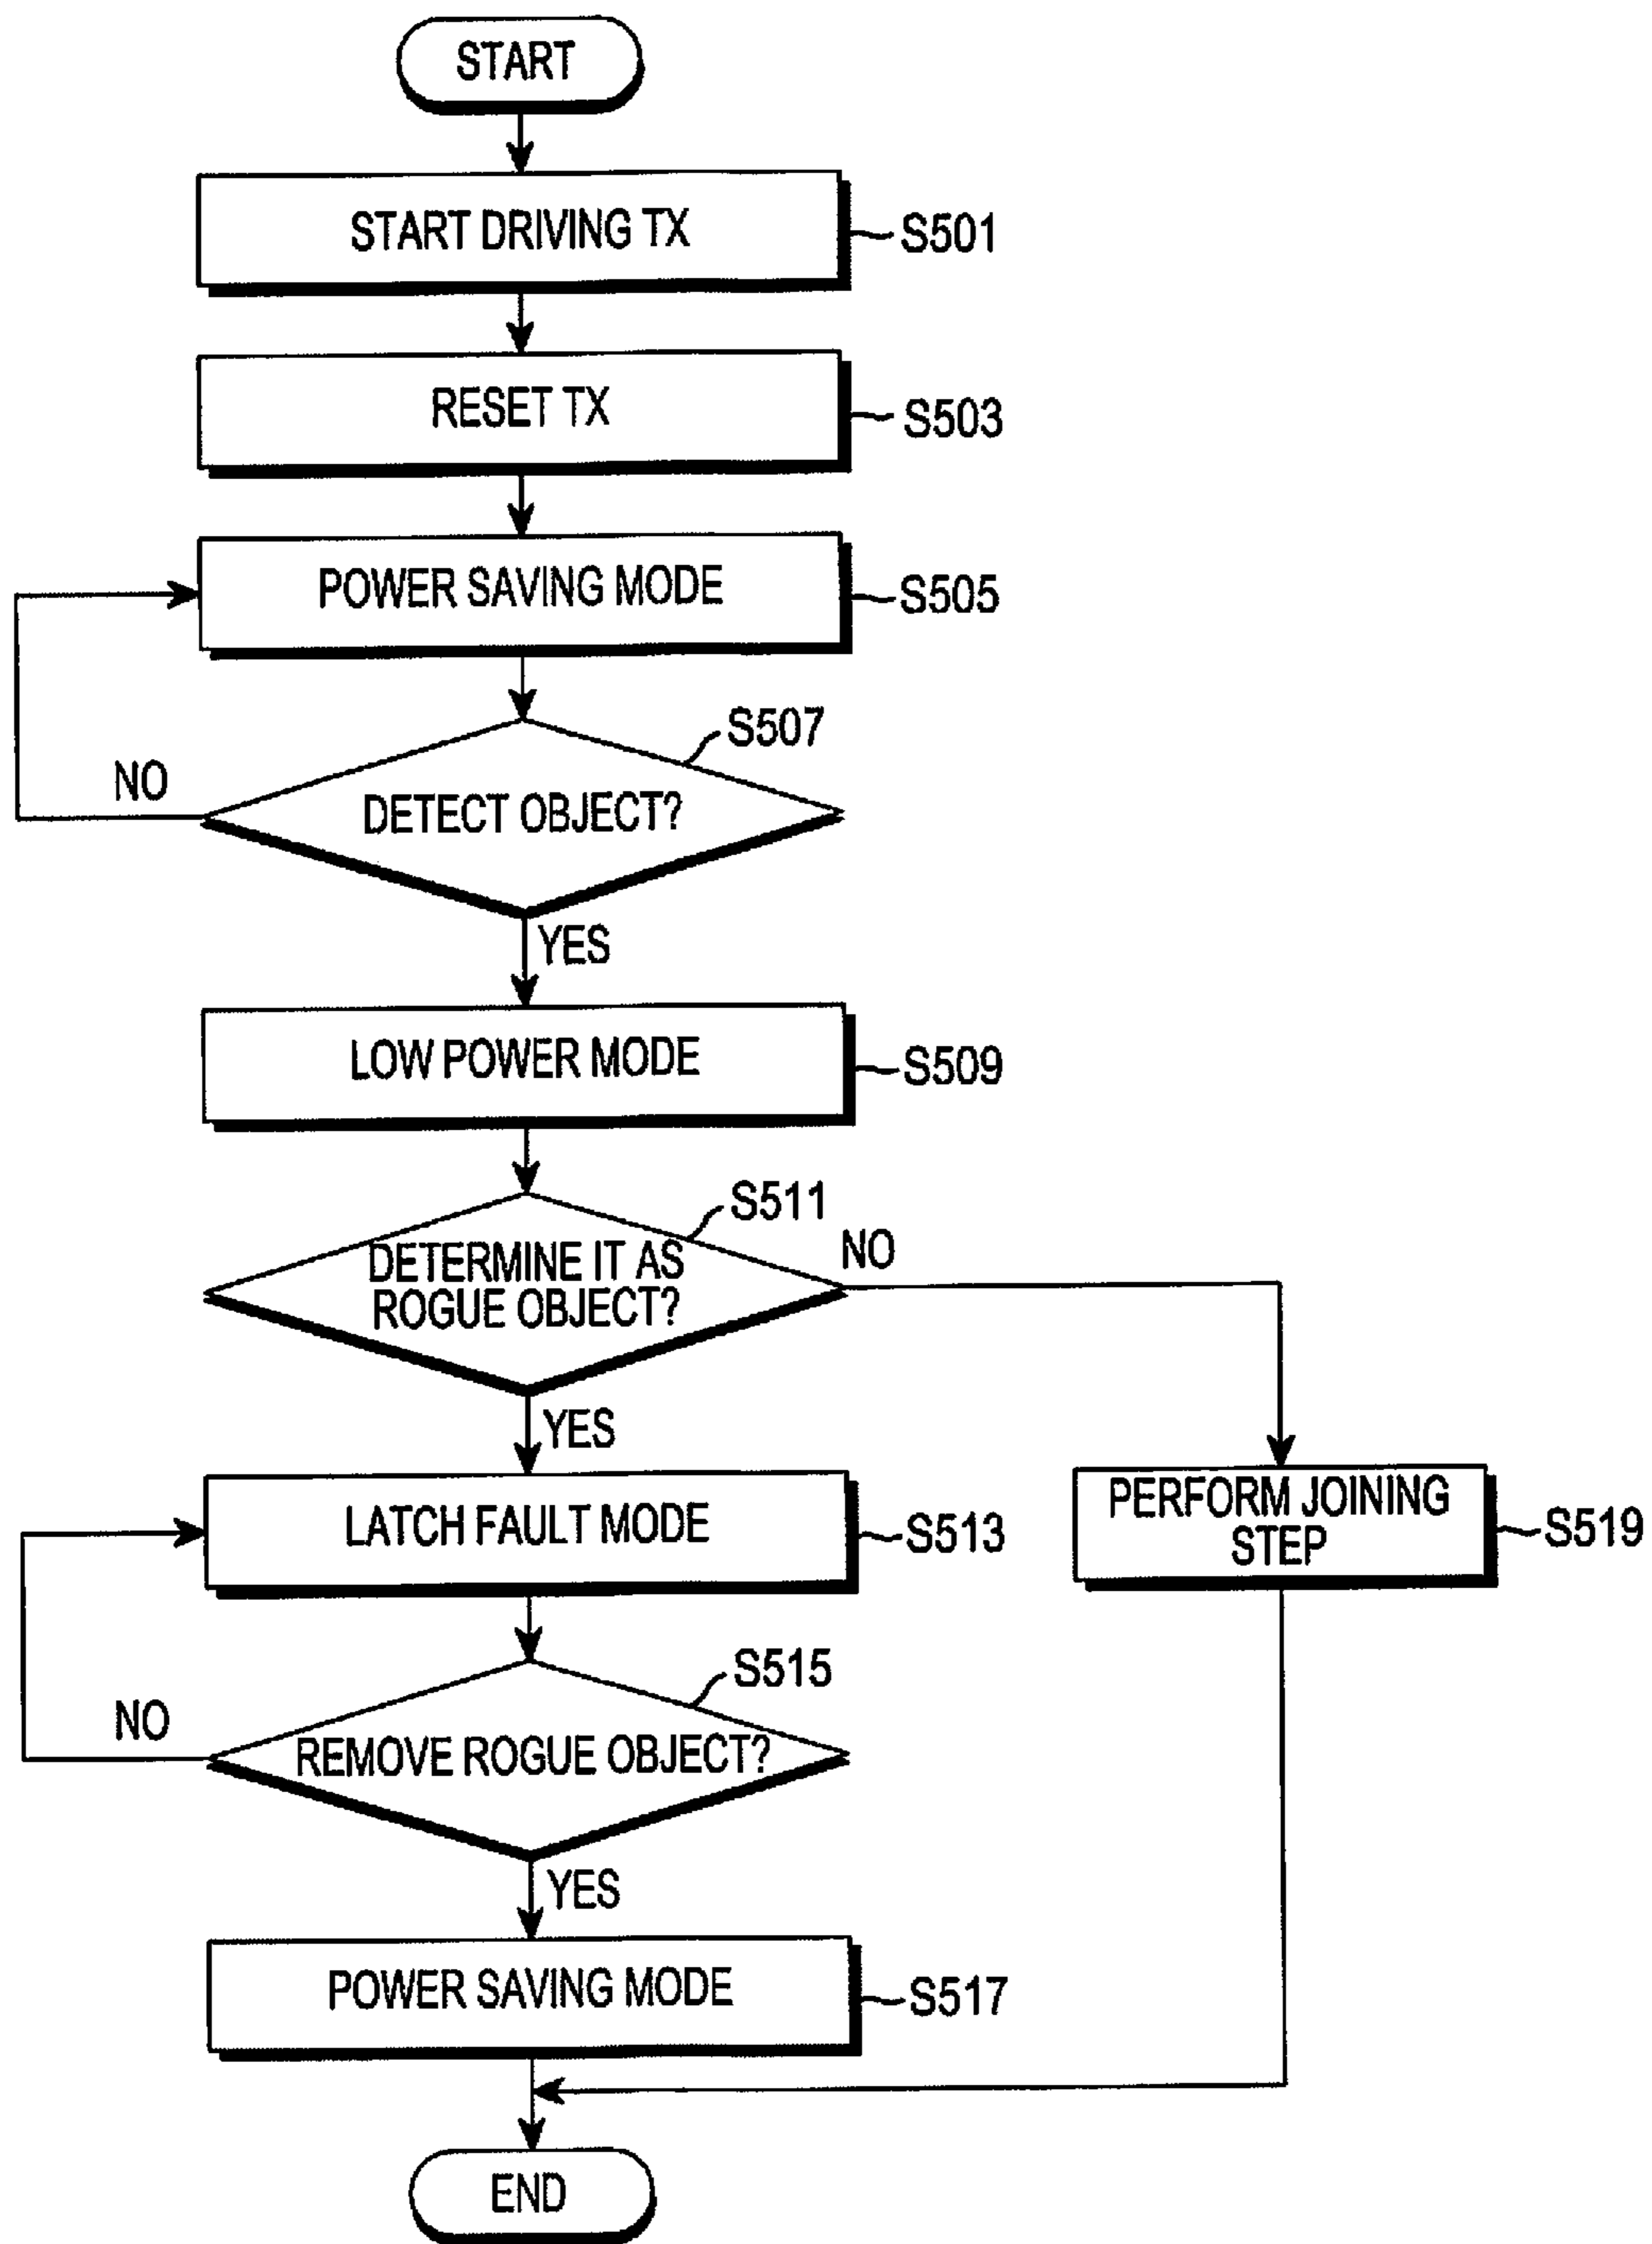 START
START DRIVING TX
S501
RESET TX
S503
POWER SAVING MODE
S505
S507
DETECT OBJECT?
NO
YES
LOW POWER MODE
S509
S511
DETERMINE IT AS
ROGUE OBJECT?
NO
YES
LATCH FAULT MODE
S513
PERFORM JOINING
STEP
S519
S515
REMOVE ROGUE OBJECT?
NO
YES
POWER SAVING MODE
S517
END